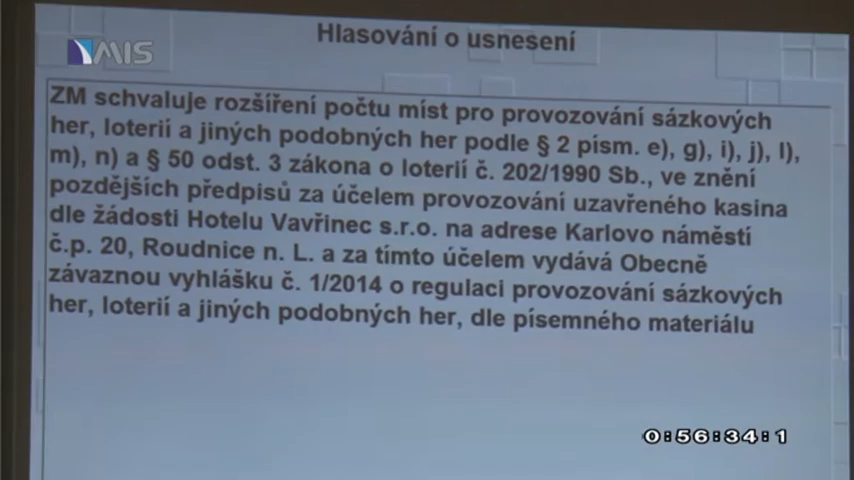 Hlasování o usnesení
MIS
ZM schvaluje rozšíření počtu míst pro provozování sázkových
her, loterií a jiných podobných her podle § 2 písm. e), g), i), j), l),
m), n) a § 50 odst. 3 zákona o loterií č. 202/1990 Sb., ve znění
pozdějších předpisů za účelem provozování uzavřeného kasina
dle žádosti Hotelu Vavřinec s.r.o. na adrese Karlovo náměstí
č.p. 20, Roudnice n. L. a za tímto účelem vydává Obecně
závaznou vyhlášku č. 1/2014 o regulaci provozování sázkových
her, loterií a jiných podobných her, dle písemného materiálu
0:56:34:1